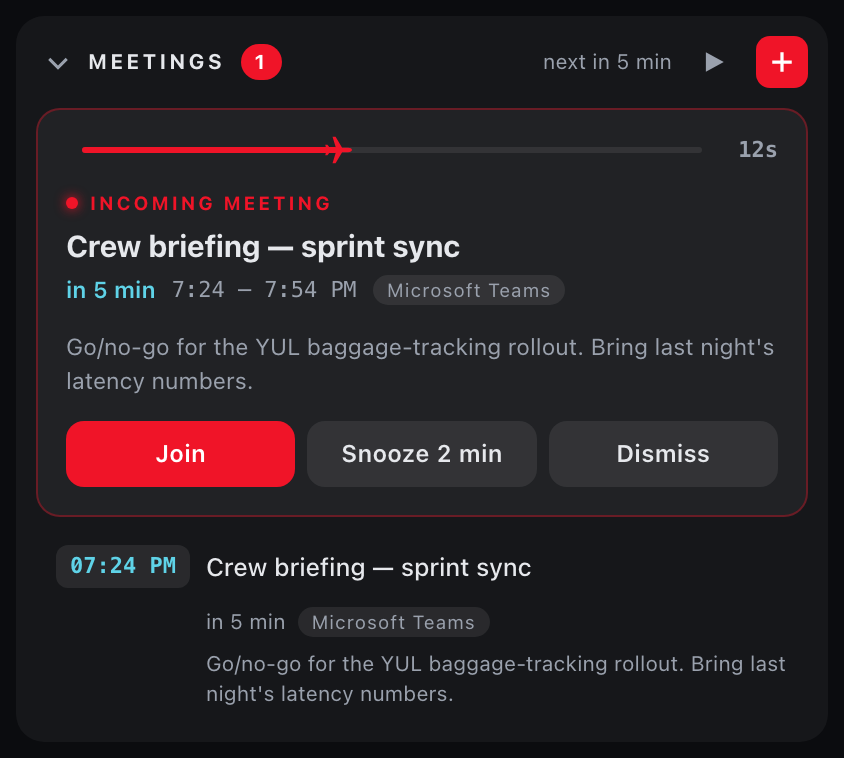 MEETINGS 1 next in 5 min
12s
INCOMING MEETING
Crew briefing — sprint sync
in 5 min 7:24 – 7:54 PM Microsoft Teams
Go/no-go for the YUL baggage-tracking rollout. Bring last night's
latency numbers.
Join Snooze 2 min Dismiss
07:24 PM Crew briefing — sprint sync
in 5 min Microsoft Teams
Go/no-go for the YUL baggage-tracking rollout. Bring last
night's latency numbers.